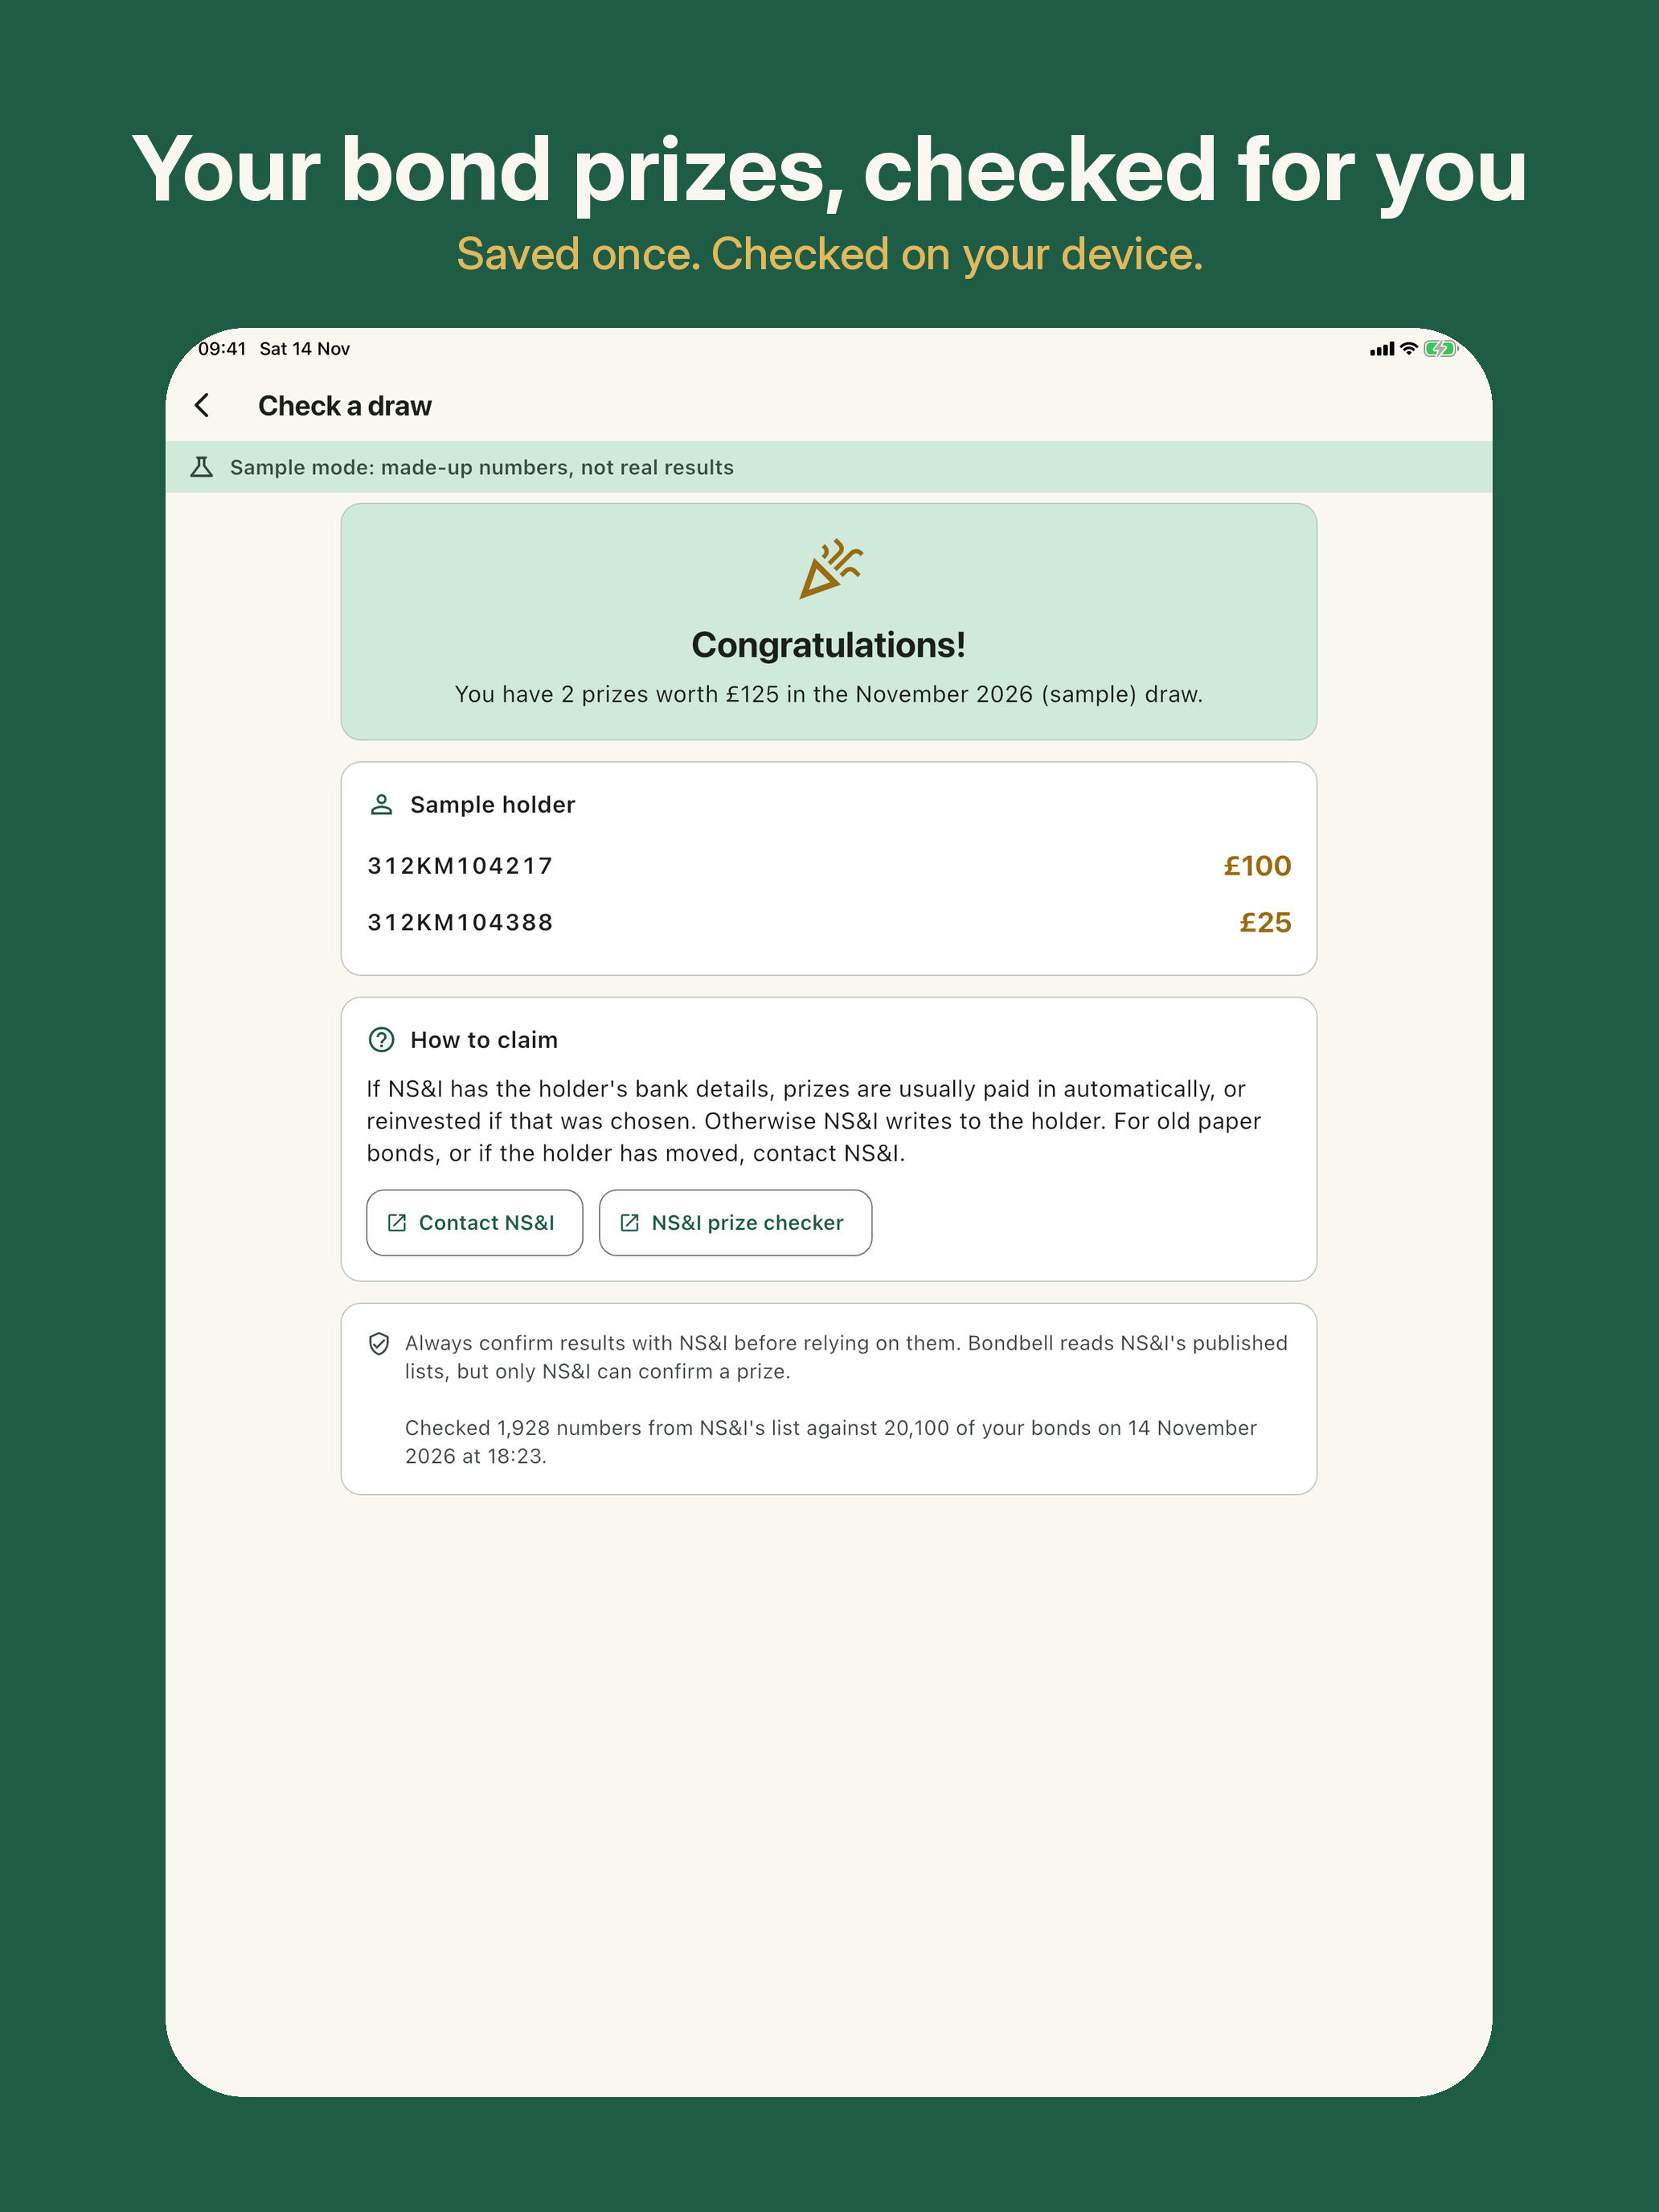 Your bond prizes, checked for you
Saved once. Checked on your device.
09:41 Sat 14 Nov
Check a draw
Sample mode: made-up numbers, not real results
Congratulations!
You have 2 prizes worth £125 in the November 2026 (sample) draw.
Sample holder
312KM104217 £100
312KM104388 £25
How to claim
If NS&I has the holder's bank details, prizes are usually paid in automatically, or
reinvested if that was chosen. Otherwise NS&I writes to the holder. For old paper
bonds, or if the holder has moved, contact NS&I.
Contact NS&I NS&I prize checker
Always confirm results with NS&I before relying on them. Bondbell reads NS&I's published
lists, but only NS&I can confirm a prize.
Checked 1,928 numbers from NS&I's list against 20,100 of your bonds on 14 November
2026 at 18:23.